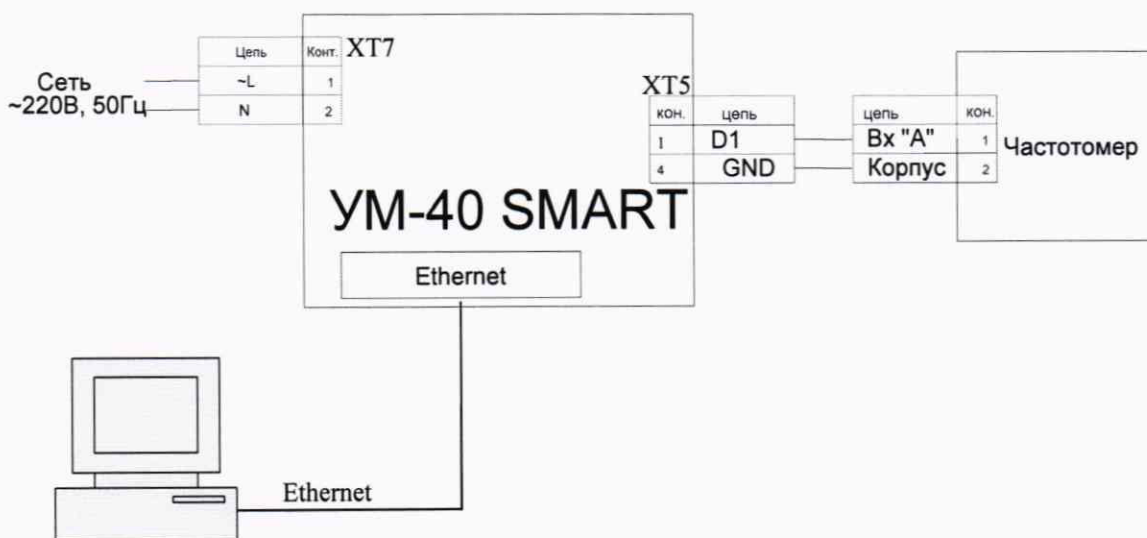 Цепь Конт. XT7
Сеть ~L 1
~220В, 50Гц N 2
XT5
кон. цепь цепь кон.
1 D1 Вх "А" 1 Частотомер
4 GND Корпус 2
УМ-40 SMART
Ethernet
Ethernet